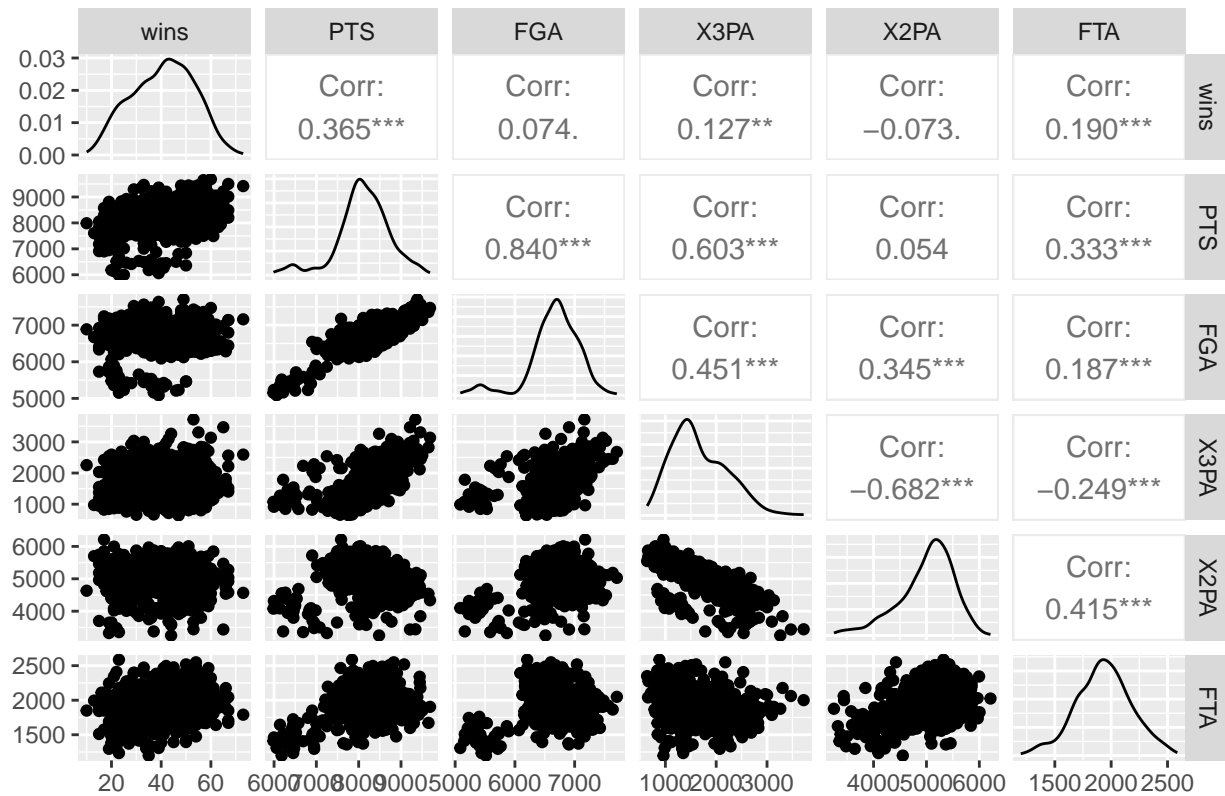 wins PTS FGA X3PA X2PA FTA
0.03
0.02
0.01
0.00
Corr:
0.365***
Corr:
0.074.
Corr:
0.127**
Corr:
−0.073.
Corr:
0.190***
wins
9000
8000
7000
6000
Corr:
0.840***
Corr:
0.603***
Corr:
0.054
Corr:
0.333***
PTS
7000
6000
5000
Corr:
0.451***
Corr:
0.345***
Corr:
0.187***
FGA
3000
2000
1000
Corr:
−0.682***
Corr:
−0.249***
X3PA
6000
5000
4000
Corr:
0.415***
X2PA
2500
2000
1500
FTA
20 40 60 6000 7000 8000 9000 5000 6000 7000 1000 2000 3000 4000 5000 6000 1500 2000 2500